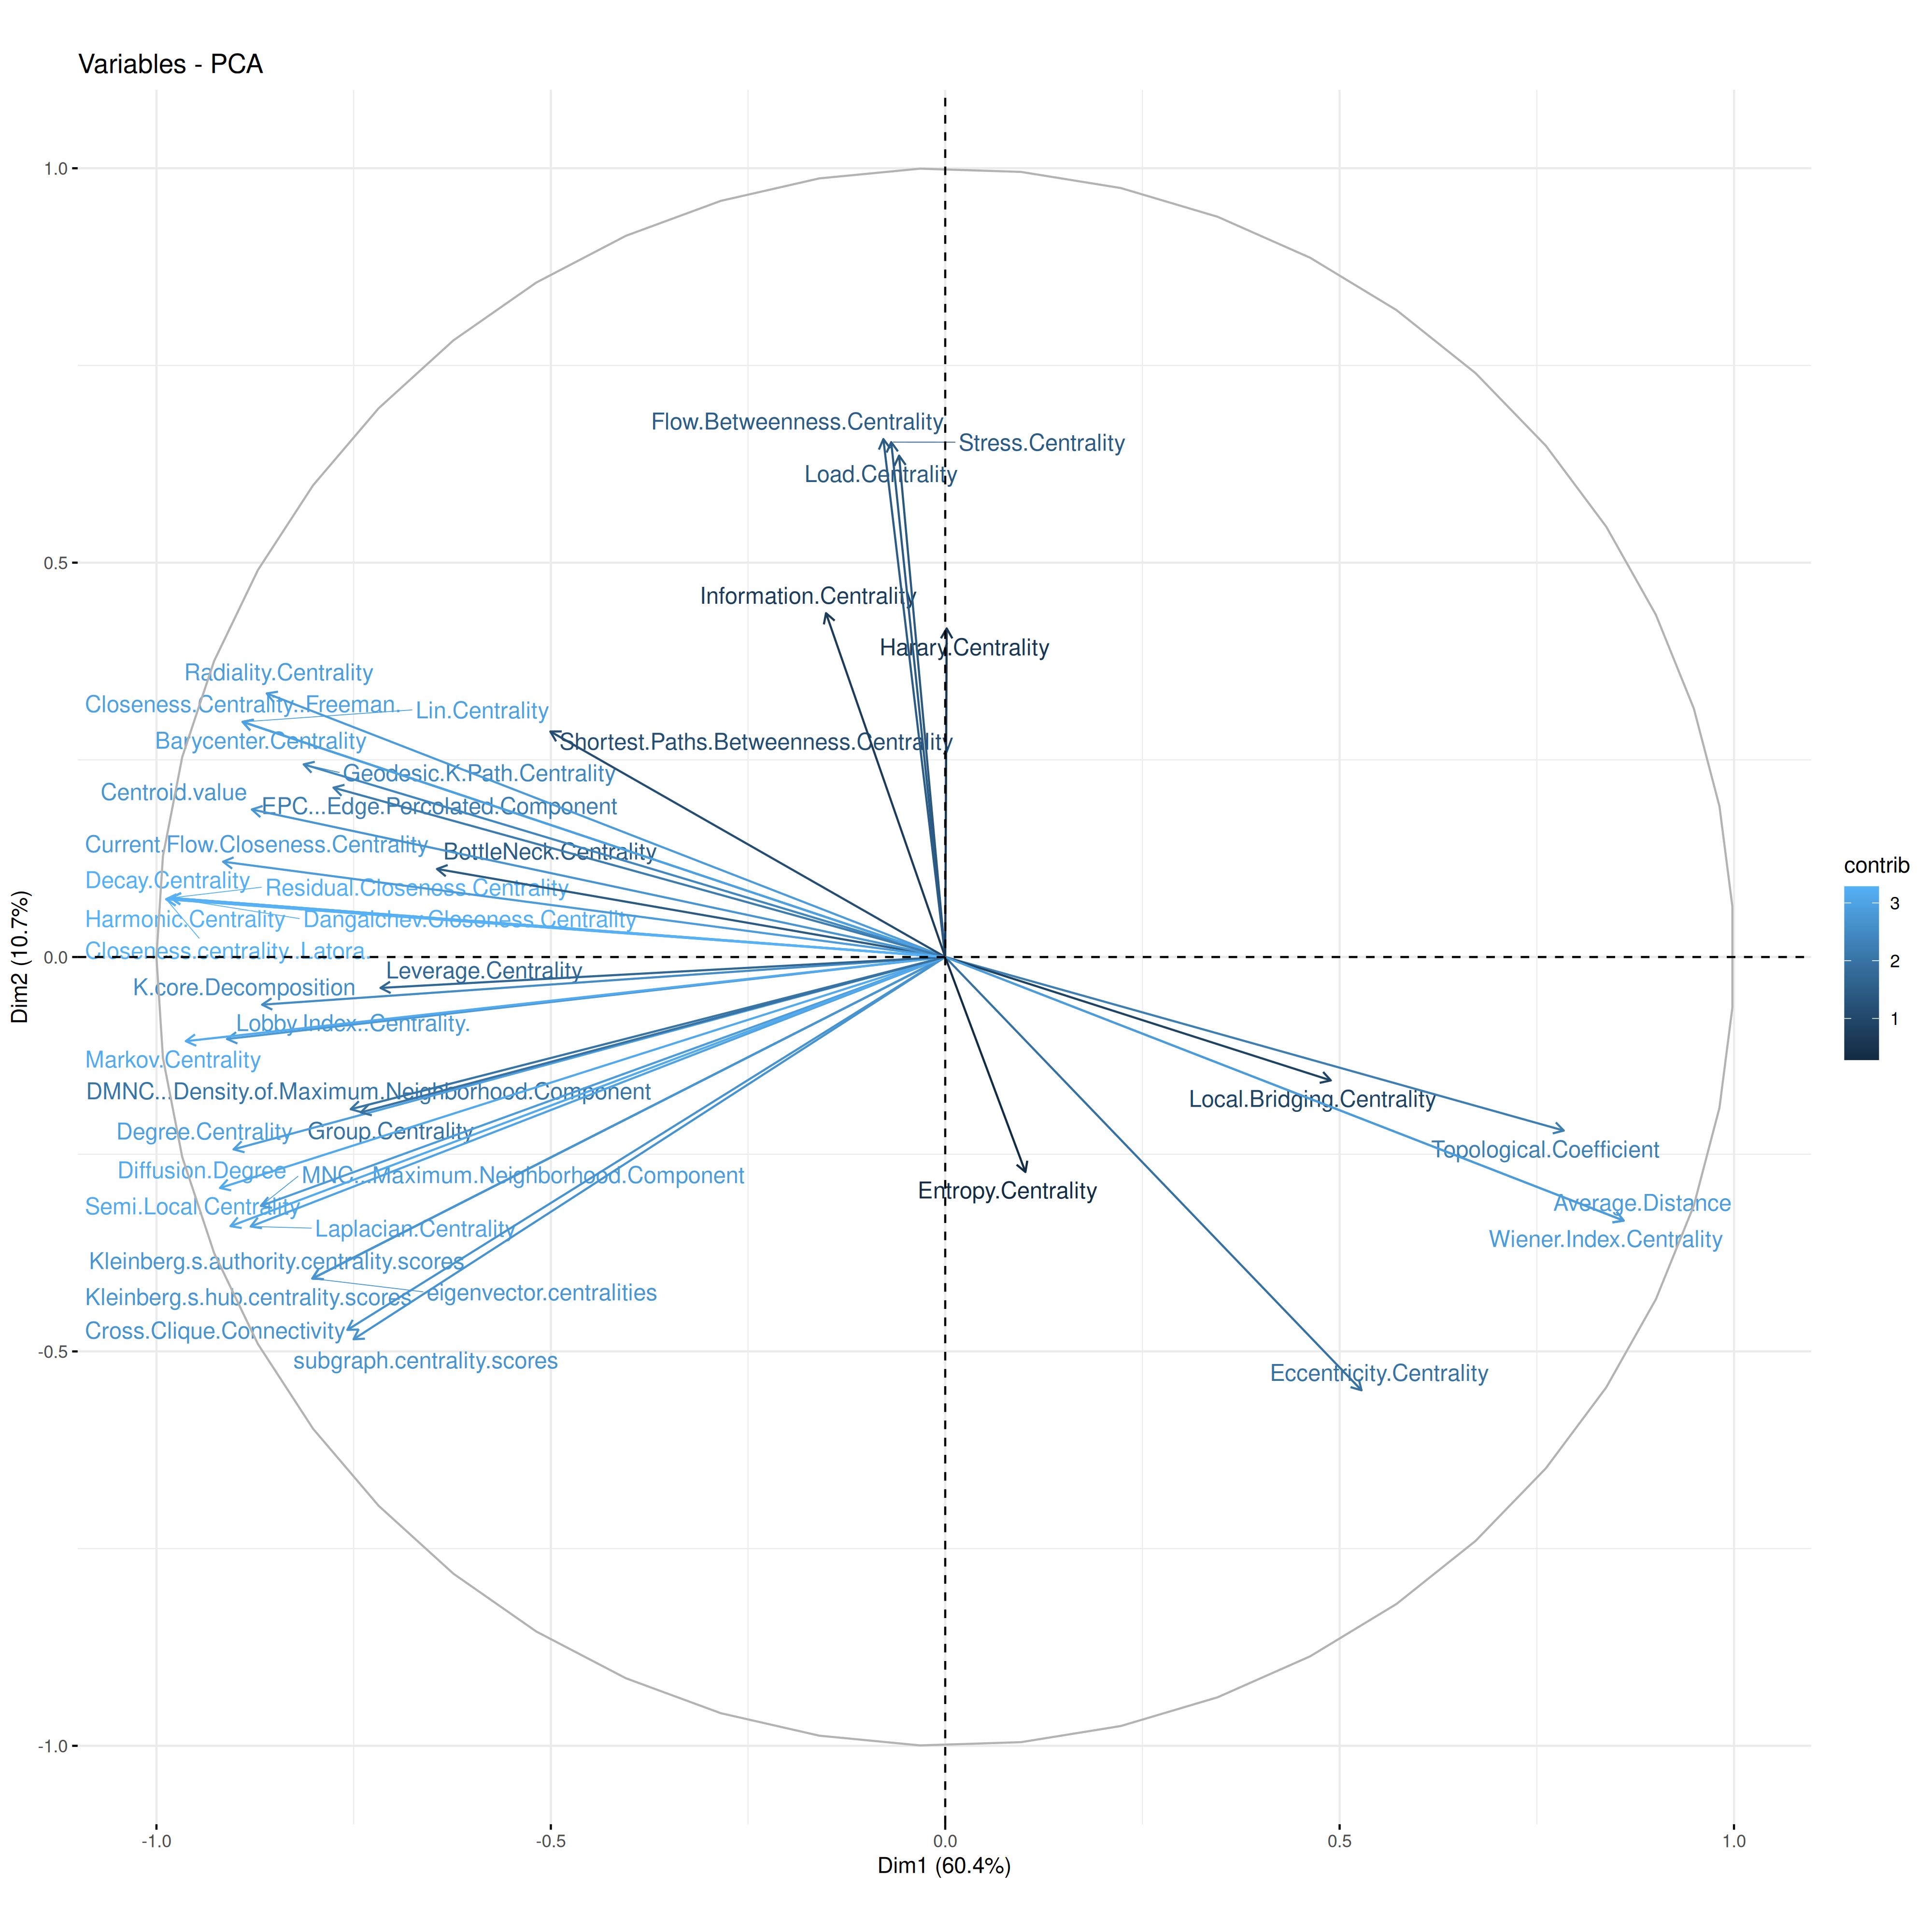 Variables - PCA
1.0
0.5
0.0
-0.5
-1.0
Dim2 (10.7%)
Flow.Betweenness.Centrality
Stress.Centrality
Load.Centrality
Information.Centrality
Harary.Centrality
Radiality.Centrality
Closeness.Centrality..Freeman.
Lin.Centrality
Barycenter.Centrality
Shortest.Paths.Betweenness.Centrality
Geodesic.K.Path.Centrality
Centroid.value
EPC...Edge.Percolated.Component
Current.Flow.Closeness.Centrality
BottleNeck.Centrality
Decay.Centrality
Residual.Closeness.Centrality
Harmonic.Centrality
Dangalchev.Closeness.Centrality
Closeness.centrality..Latora.
Leverage.Centrality
K.core.Decomposition
Lobby.Index..Centrality.
Markov.Centrality
DMNC...Density.of.Maximum.Neighborhood.Component
Local.Bridging.Centrality
Degree.Centrality
Group.Centrality
Topological.Coefficient
Diffusion.Degree
MNC...Maximum.Neighborhood.Component
Entropy.Centrality
Average.Distance
Semi.Local.Centrality
Laplacian.Centrality
Wiener.Index.Centrality
Kleinberg.s.authority.centrality.scores
Kleinberg.s.hub.centrality.scores
eigenvector.centralities
Cross.Clique.Connectivity
subgraph.centrality.scores
Eccentricity.Centrality
contrib
3
2
1
-1.0
-0.5
0.0
0.5
1.0
Dim1 (60.4%)